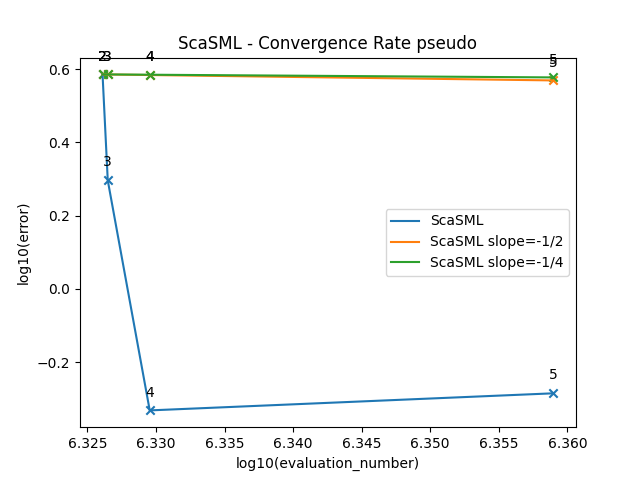 ScaSML - Convergence Rate pseudo
log10(error)
0.6
0.4
0.2
0.0
−0.2
2
2
3
4
5
5
3
4
5
ScaSML
ScaSML slope=-1/2
ScaSML slope=-1/4
6.325 6.330 6.335 6.340 6.345 6.350 6.355 6.360
log10(evaluation_number)